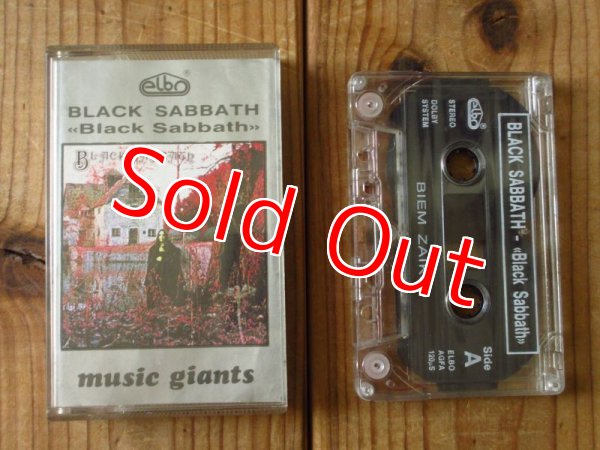 elbo®
BLACK SABBATH
«Black Sabbath»
music giants
Sold Out
elbo®
STEREO
DOLBY
SYSTEM
BIEM
BLACK SABBATH - «Black Sabbath»
Side
A
ELBO
AGFA
120µS